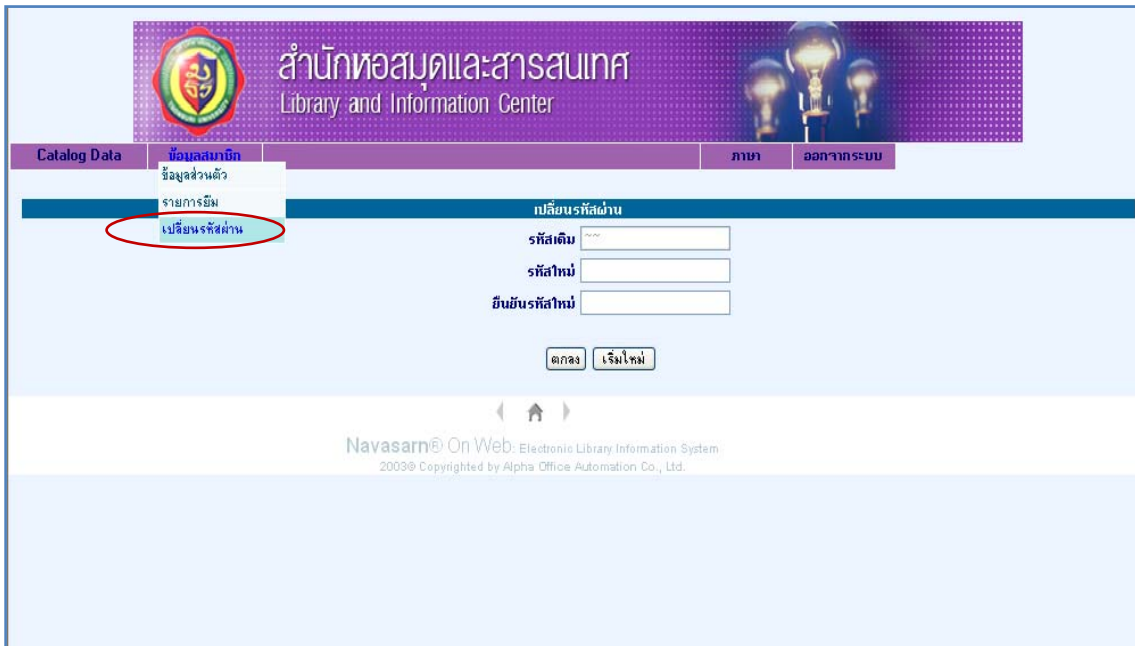 สำนักหอสมุดและสารสนเทศ
Library and Information Center
Catalog Data
ข้อมูลสมาชิก
ภาษา
ออกจากระบบ
ข้อมูลส่วนตัว
รายการยืม
เปลี่ยนรหัสผ่าน
เปลี่ยนรหัสผ่าน
รหัสเดิม ~~
รหัสใหม่
ยืนยันรหัสใหม่
ตกลง เริ่มใหม่
Navasarn® On Web: Electronic Library Information System
2003® Copyrighted by Alpha Office Automation Co., Ltd.